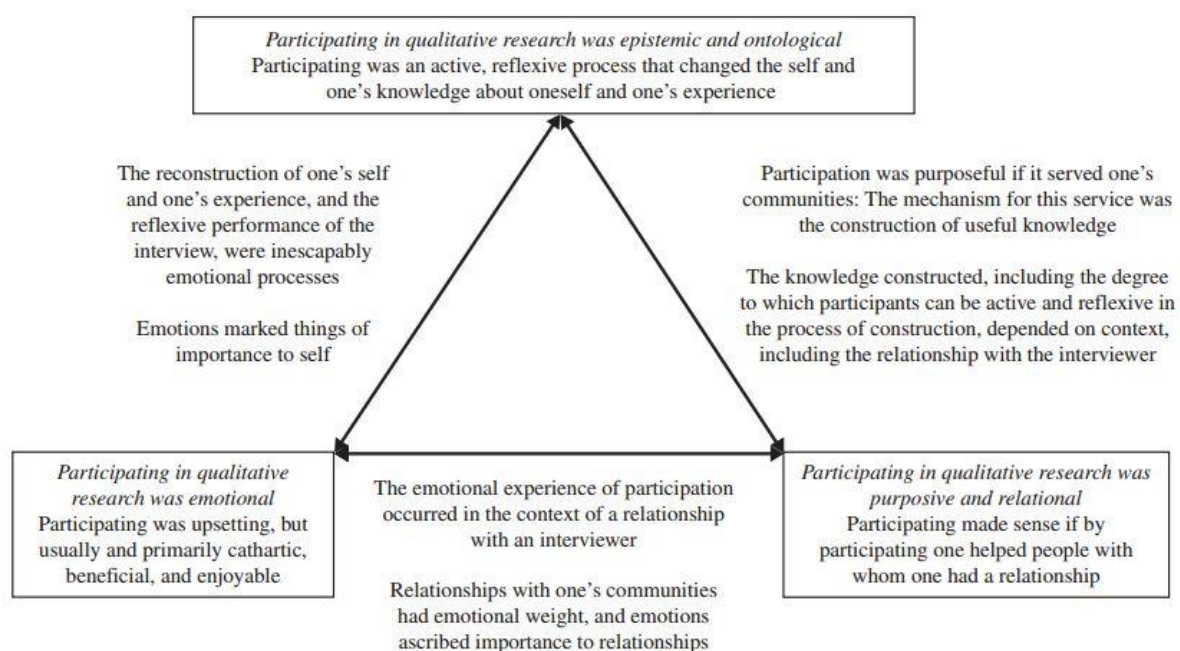 Participating in qualitative research was epistemic and ontological
Participating was an active, reflexive process that changed the self and
one's knowledge about oneself and one's experience
The reconstruction of one's self
and one's experience, and the
reflexive performance of the
interview, were inescapably
emotional processes
Emotions marked things of
importance to self
Participation was purposeful if it served one's
communities: The mechanism for this service was
the construction of useful knowledge
The knowledge constructed, including the degree
to which participants can be active and reflexive in
the process of construction, depended on context,
including the relationship with the interviewer
Participating in qualitative
research was emotional
Participating was upsetting, but
usually and primarily cathartic,
beneficial, and enjoyable
The emotional experience of participation
occurred in the context of a relationship
with an interviewer
Relationships with one's communities
had emotional weight, and emotions
ascribed importance to relationships
Participating in qualitative research was
purposive and relational
Participating made sense if by
participating one helped people with
whom one had a relationship